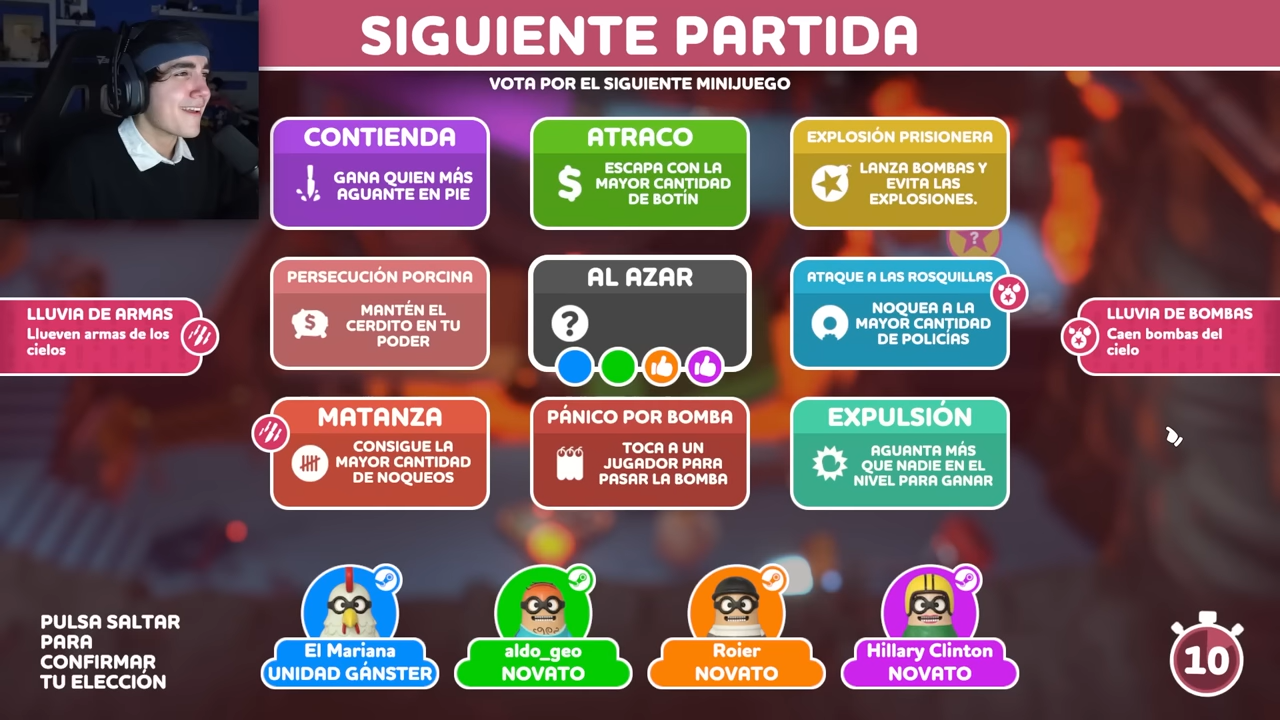 SIGUIENTE PARTIDA
VOTA POR EL SIGUIENTE MINIJUEGO
CONTIENDA
GANA QUIEN MÁS
AGUANTE EN PIE
ATRACO
$
ESCAPA CON LA
MAYOR CANTIDAD
DE BOTÍN
EXPLOSIÓN PRISIONERA
LANZA BOMBAS Y
EVITA LAS
EXPLOSIONES.
PERSECUCIÓN PORCINA
$
MANTÉN EL
CERDITO EN TU
PODER
AL AZAR
?
ATAQUE A LAS ROSQUILLAS
NOQUEA A LA
MAYOR CANTIDAD
DE POLICÍAS
?
LLUVIA DE ARMAS
Llueven armas de los
cielos
LLUVIA DE BOMBAS
Caen bombas del
cielo
MATANZA
CONSIGUE LA
MAYOR CANTIDAD
DE NOQUEOS
PÁNICO POR BOMBA
TOCA A UN
JUGADOR PARA
PASAR LA BOMBA
EXPULSIÓN
AGUANTA MÁS
QUE NADIE EN EL
NIVEL PARA GANAR
PULSA SALTAR
PARA
CONFIRMAR
TU ELECCIÓN
El Mariana
UNIDAD GÁNSTER
aldo_geo
NOVATO
Roier
NOVATO
Hillary Clinton
NOVATO
10